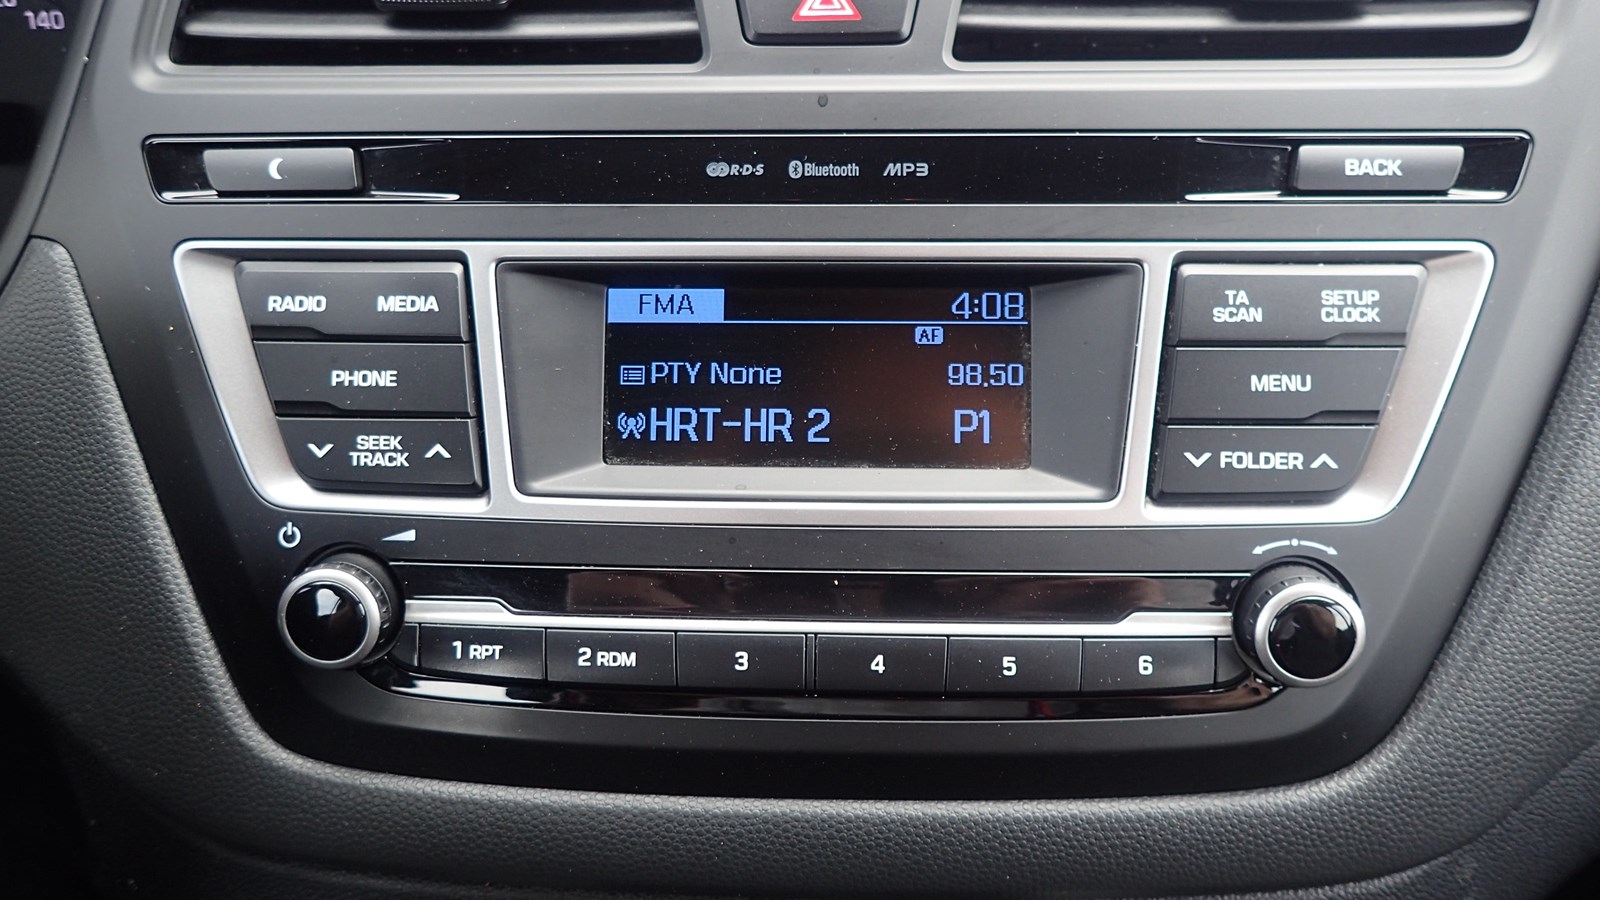 140
R·D·S Bluetooth MP3
BACK
RADIO MEDIA
PHONE
SEEK
TRACK
FMA 4:08
AF
PTY None 98.50
HRT-HR 2 P1
TA
SCAN
SETUP
CLOCK
MENU
FOLDER
1 RPT 2 RDM 3 4 5 6